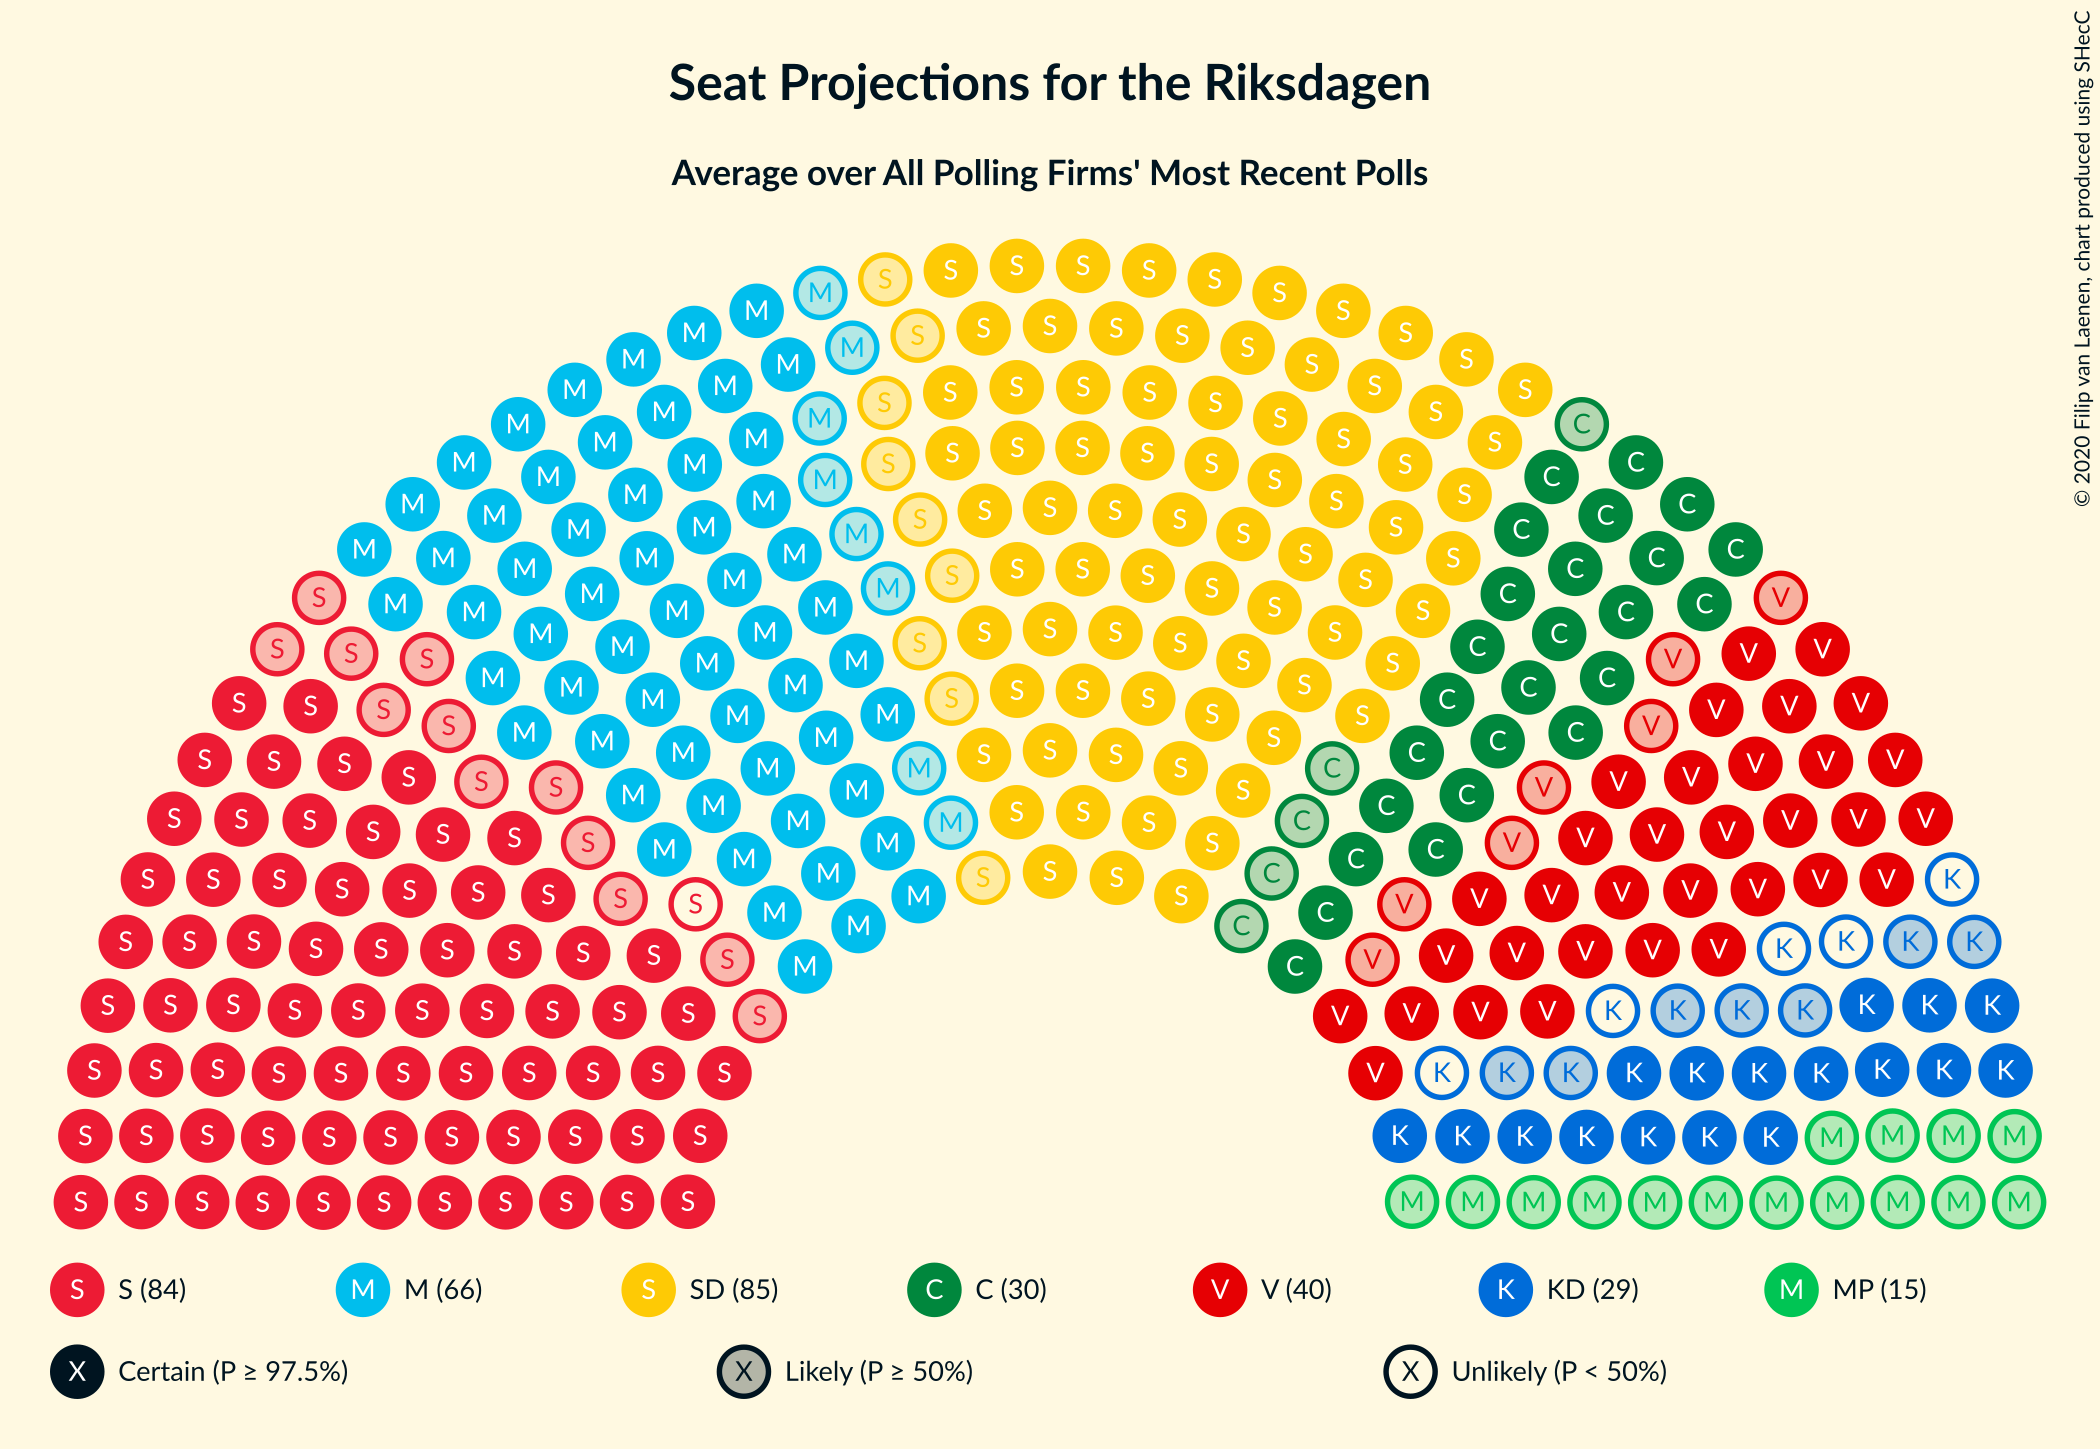 Seat Projections for the Riksdagen
Average over All Polling Firms' Most Recent Polls
© 2020 Filip van Laenen, chart produced using SHecC
S S (84) M M (66) S SD (85) C C (30) V V (40) K KD (29) M MP (15)
X Certain (P ≥ 97.5%) X Likely (P ≥ 50%) X Unlikely (P < 50%)